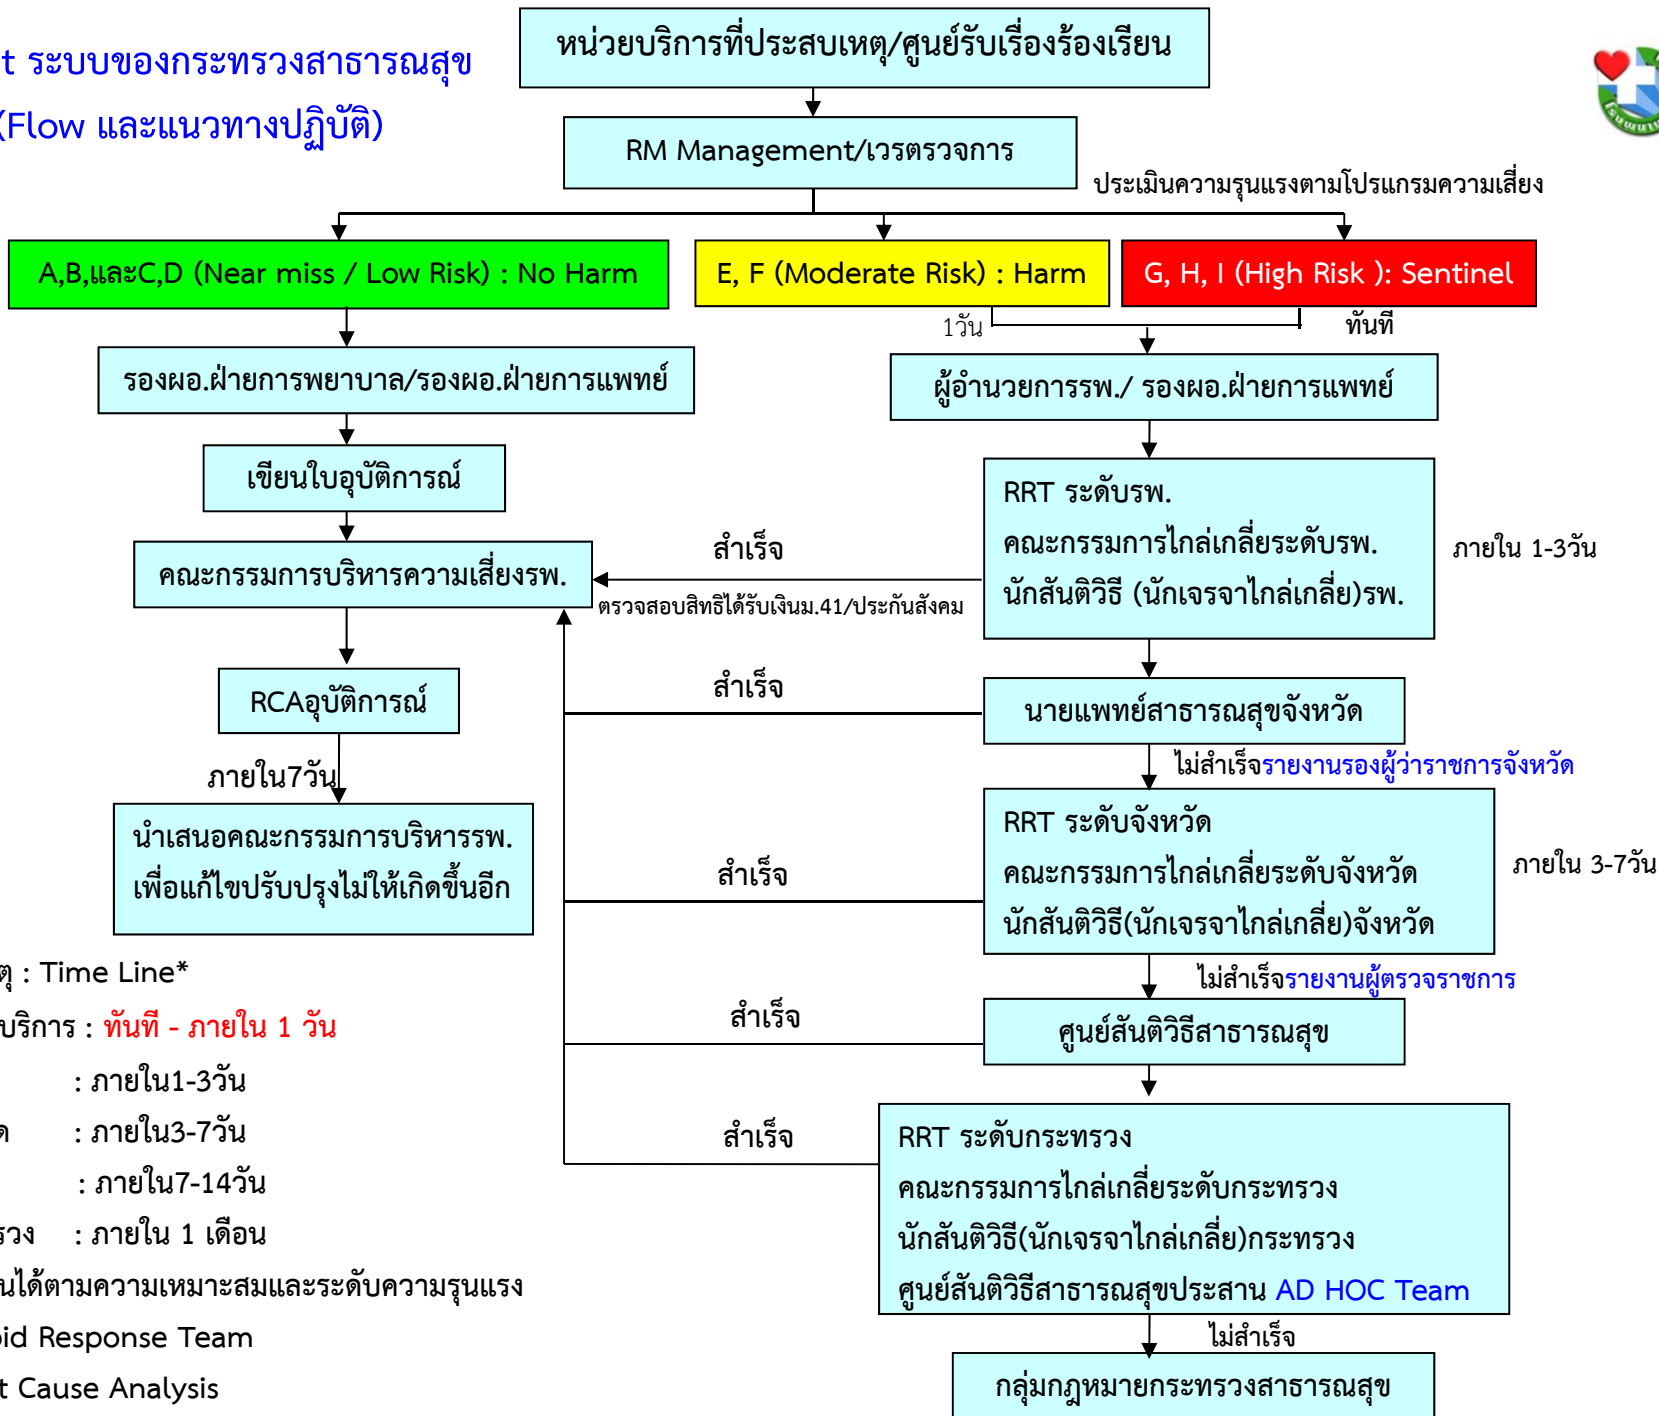 t ระบบของกระทรวงสาธารณสุข
(Flow และแนวทางปฏิบัติ)
หน่วยบริการที่ประสบเหตุ/ศูนย์รับเรื่องร้องเรียน
RM Management/เวรตรวจการ
ประเมินความรุนแรงตามโปรแกรมความเสี่ยง
A,B,และC,D (Near miss / Low Risk) : No Harm
E, F (Moderate Risk) : Harm
G, H, I (High Risk ): Sentinel
1วัน
ทันที
รองผอ.ฝ่ายการพยาบาล/รองผอ.ฝ่ายการแพทย์
ผู้อำนวยการรพ./ รองผอ.ฝ่ายการแพทย์
เขียนใบอุบัติการณ์
RRT ระดับรพ.
คณะกรรมการไกล่เกลี่ยระดับรพ.
นักสันติวิธี (นักเจรจาไกล่เกลี่ย)รพ.
ภายใน 1-3วัน
สำเร็จ
คณะกรรมการบริหารความเสี่ยงรพ.
ตรวจสอบสิทธิได้รับเงินม.41/ประกันสังคม
RCAอุบัติการณ์
สำเร็จ
นายแพทย์สาธารณสุขจังหวัด
ไม่สำเร็จรายงานรองผู้ว่าราชการจังหวัด
ภายใน7วัน
นำเสนอคณะกรรมการบริหารรพ.
เพื่อแก้ไขปรับปรุงไม่ให้เกิดขึ้นอีก
สำเร็จ
RRT ระดับจังหวัด
คณะกรรมการไกล่เกลี่ยระดับจังหวัด
นักสันติวิธี(นักเจรจาไกล่เกลี่ย)จังหวัด
ภายใน 3-7วัน
ไม่สำเร็จรายงานผู้ตรวจราชการ
สำเร็จ
ศูนย์สันติวิธีสาธารณสุข
สำเร็จ
RRT ระดับกระทรวง
คณะกรรมการไกล่เกลี่ยระดับกระทรวง
นักสันติวิธี(นักเจรจาไกล่เกลี่ย)กระทรวง
ศูนย์สันติวิธีสาธารณสุขประสาน AD HOC Team
ไม่สำเร็จ
กลุ่มกฎหมายกระทรวงสาธารณสุข
ตุ : Time Line*
บริการ : ทันที - ภายใน 1 วัน
: ภายใน1-3วัน
ด : ภายใน3-7วัน
: ภายใน7-14วัน
รวง : ภายใน 1 เดือน
นได้ตามความเหมาะสมและระดับความรุนแรง
oid Response Team
t Cause Analysis